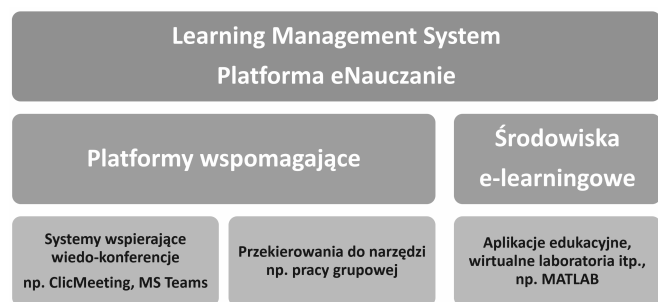 Learning Management System
Platforma eNauczanie
Platformy wspomagające
Środowiska
e-learningowe
Systemy wspierające
wiedo-konferencje
np. ClicMeeting, MS Teams
Przekierowania do narzędzi
np. pracy grupowej
Aplikacje edukacyjne,
wirtualne laboratoria itp.,
np. MATLAB